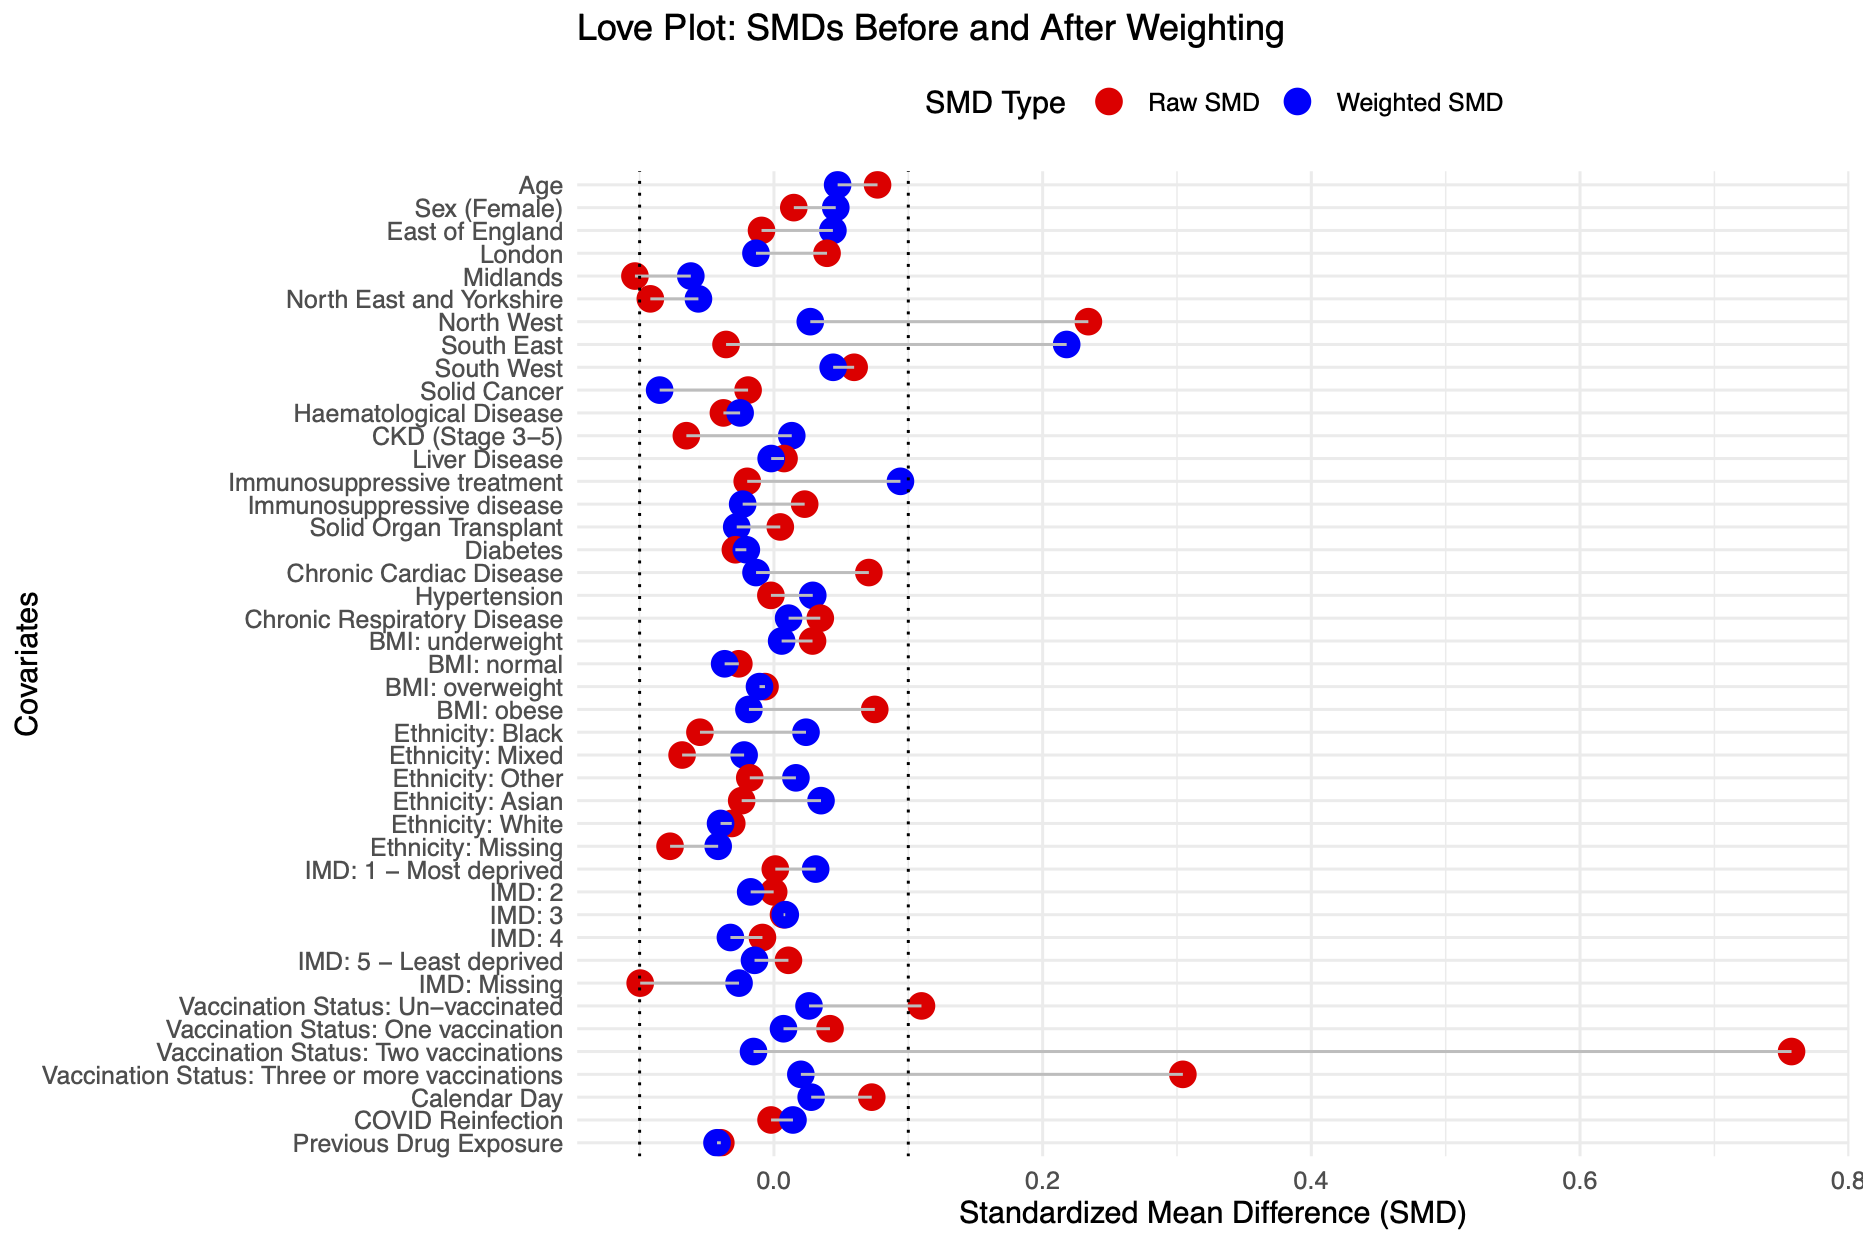 Love Plot: SMDs Before and After Weighting
SMD Type Raw SMD Weighted SMD
Covariates
Age
Sex (Female)
East of England
London
Midlands
North East and Yorkshire
North West
South East
South West
Solid Cancer
Haematological Disease
CKD (Stage 3–5)
Liver Disease
Immunosuppressive treatment
Immunosuppressive disease
Solid Organ Transplant
Diabetes
Chronic Cardiac Disease
Hypertension
Chronic Respiratory Disease
BMI: underweight
BMI: normal
BMI: overweight
BMI: obese
Ethnicity: Black
Ethnicity: Mixed
Ethnicity: Other
Ethnicity: Asian
Ethnicity: White
Ethnicity: Missing
IMD: 1 – Most deprived
IMD: 2
IMD: 3
IMD: 4
IMD: 5 – Least deprived
IMD: Missing
Vaccination Status: Un–vaccinated
Vaccination Status: One vaccination
Vaccination Status: Two vaccinations
Vaccination Status: Three or more vaccinations
Calendar Day
COVID Reinfection
Previous Drug Exposure
0.0 0.2 0.4 0.6 0.8
Standardized Mean Difference (SMD)